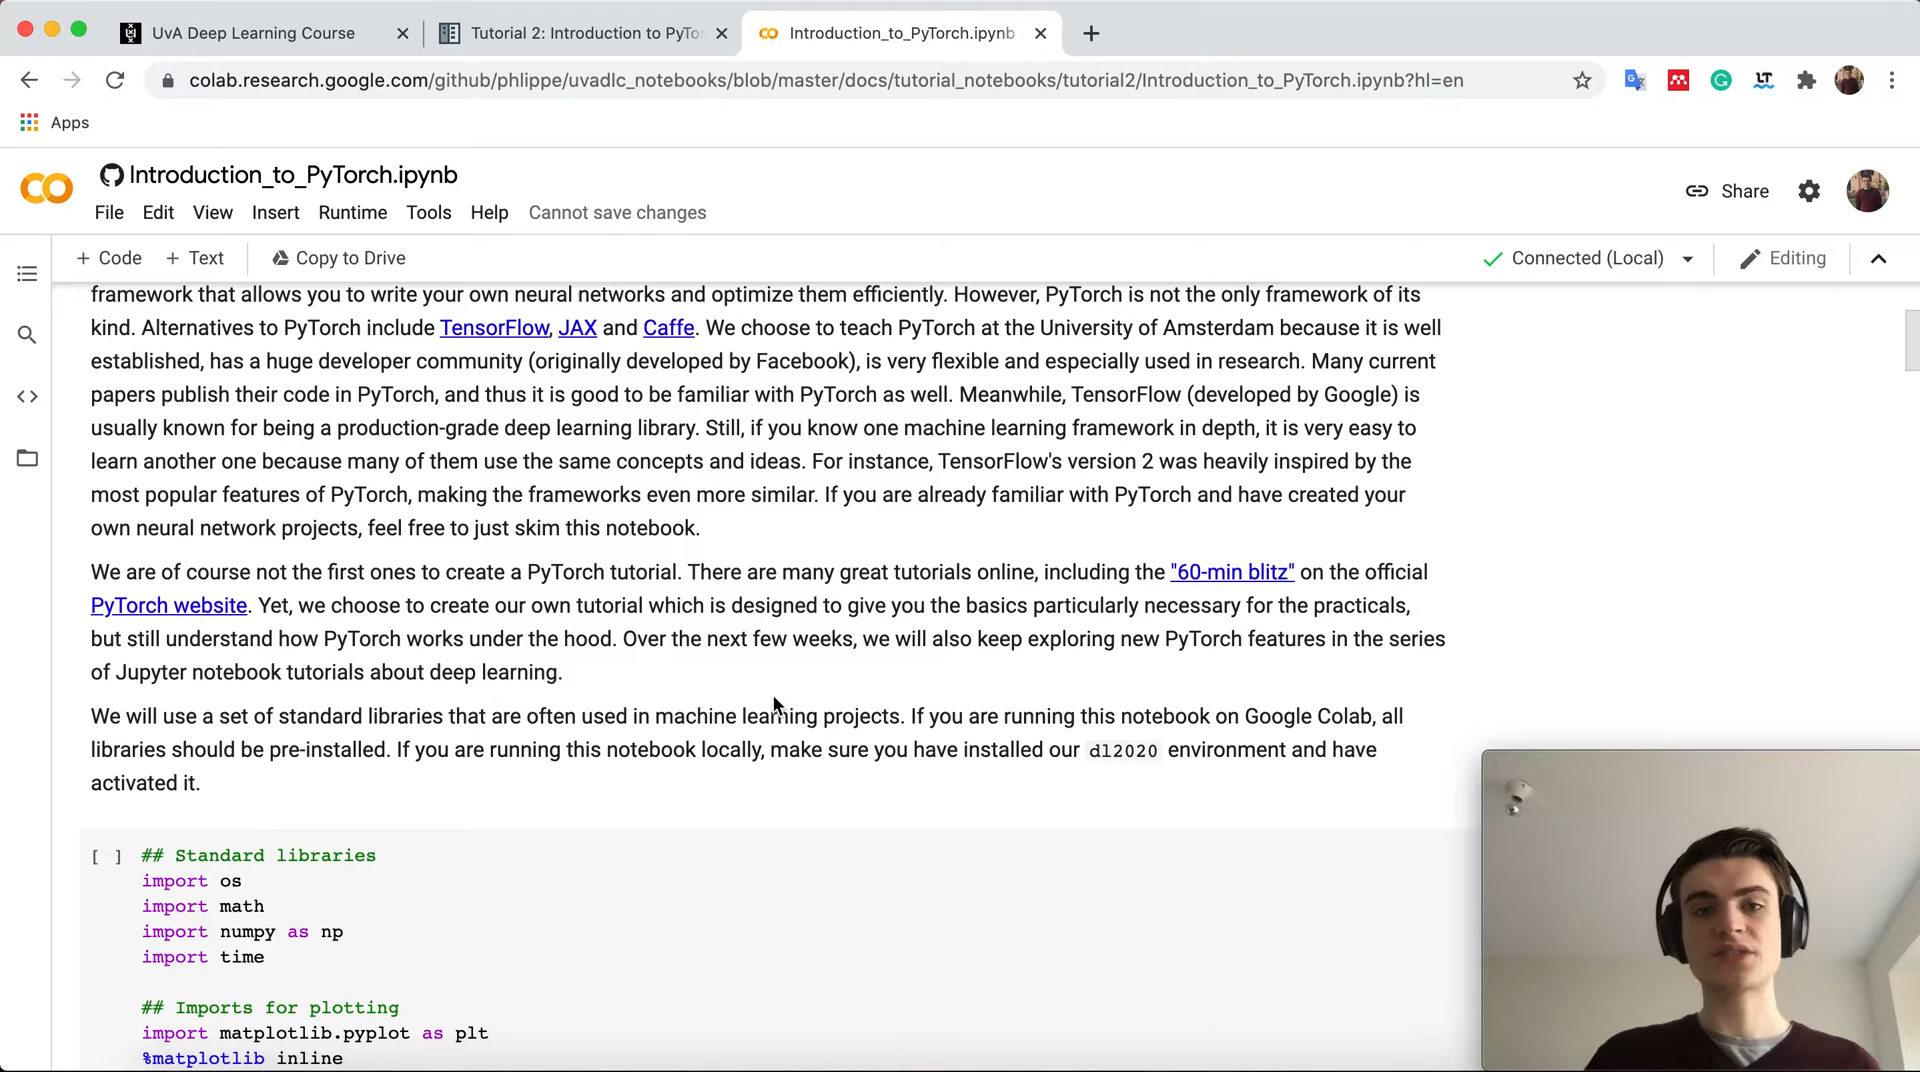 UvA Deep Learning Course
Tutorial 2: Introduction to PyTo
Introduction_to_PyTorch.ipynb
colab.research.google.com/github/phlippe/uvadlc_notebooks/blob/master/docs/tutorial_notebooks/tutorial2/Introduction_to_PyTorch.ipynb?hl=en
Apps
Introduction_to_PyTorch.ipynb
File Edit View Insert Runtime Tools Help Cannot save changes
Share
+ Code + Text Copy to Drive
Connected (Local) Editing
framework that allows you to write your own neural networks and optimize them efficiently. However, PyTorch is not the only framework of its
kind. Alternatives to PyTorch include TensorFlow, JAX and Caffe. We choose to teach PyTorch at the University of Amsterdam because it is well
established, has a huge developer community (originally developed by Facebook), is very flexible and especially used in research. Many current
papers publish their code in PyTorch, and thus it is good to be familiar with PyTorch as well. Meanwhile, TensorFlow (developed by Google) is
usually known for being a production-grade deep learning library. Still, if you know one machine learning framework in depth, it is very easy to
learn another one because many of them use the same concepts and ideas. For instance, TensorFlow's version 2 was heavily inspired by the
most popular features of PyTorch, making the frameworks even more similar. If you are already familiar with PyTorch and have created your
own neural network projects, feel free to just skim this notebook.
We are of course not the first ones to create a PyTorch tutorial. There are many great tutorials online, including the "60-min blitz" on the official
PyTorch website. Yet, we choose to create our own tutorial which is designed to give you the basics particularly necessary for the practicals,
but still understand how PyTorch works under the hood. Over the next few weeks, we will also keep exploring new PyTorch features in the series
of Jupyter notebook tutorials about deep learning.
We will use a set of standard libraries that are often used in machine learning projects. If you are running this notebook on Google Colab, all
libraries should be pre-installed. If you are running this notebook locally, make sure you have installed our dl2020 environment and have
activated it.
[ ] ## Standard libraries
import os
import math
import numpy as np
import time
## Imports for plotting
import matplotlib.pyplot as plt
%matplotlib inline